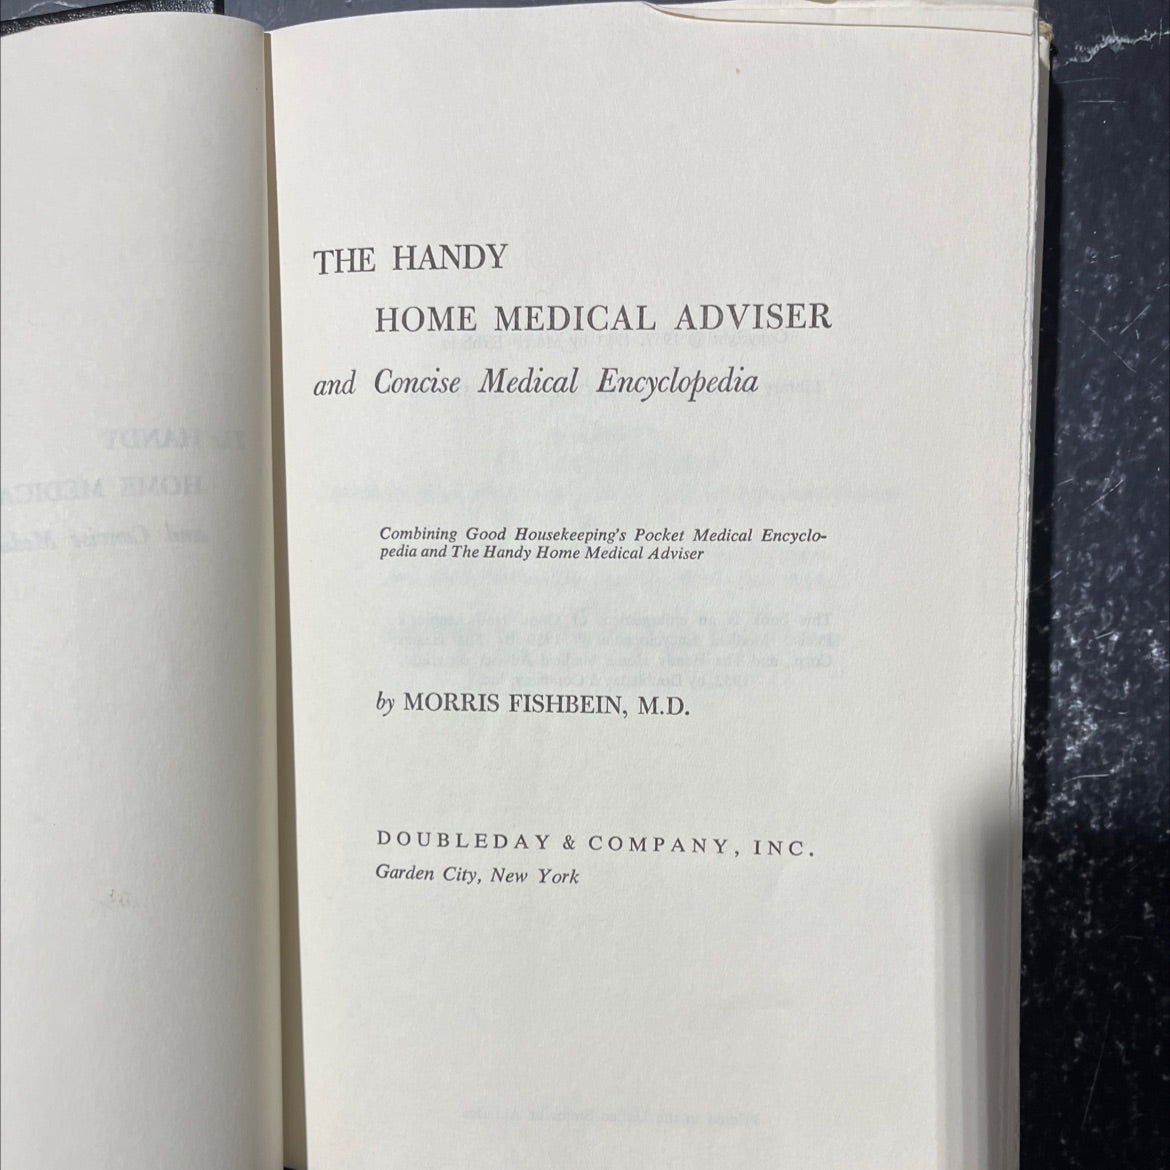 THE HANDY
HOME MEDICAL ADVISER
and Concise Medical Encyclopedia
Combining Good Housekeeping's Pocket Medical Encyclo-
pedia and The Handy Home Medical Adviser
by MORRIS FISHBEIN, M.D.
DOUBLEDAY & COMPANY, INC.
Garden City, New York